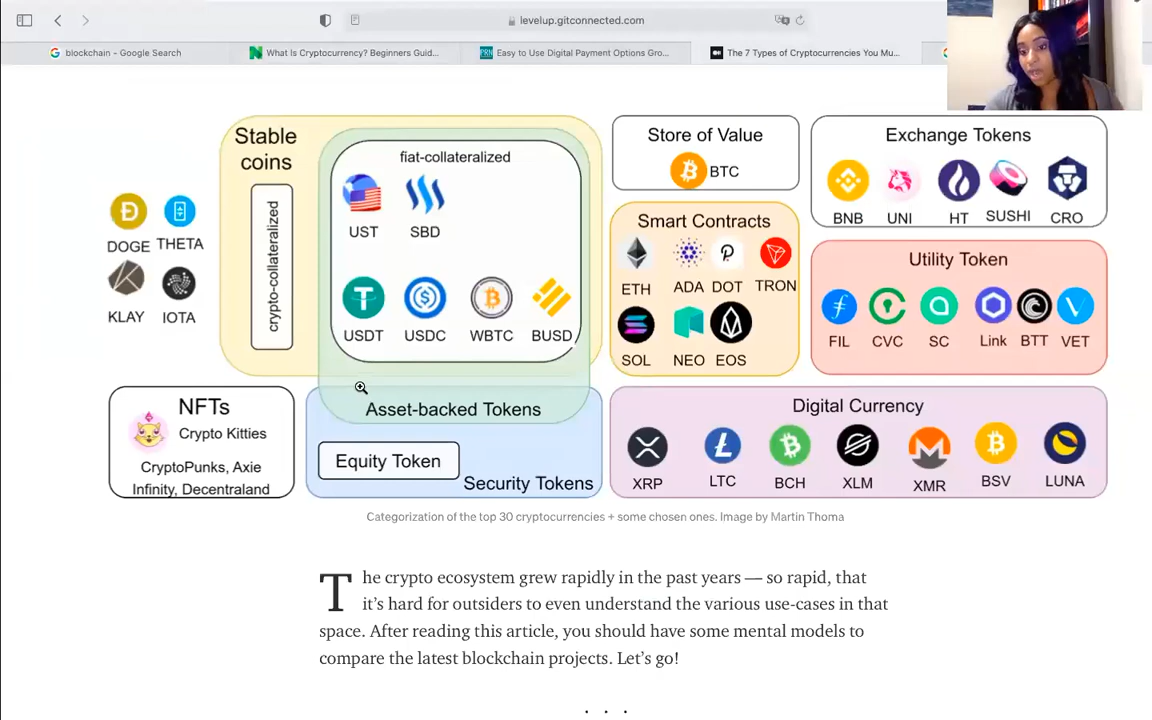 levelup.gitconnected.com
blockchain - Google Search
What Is Cryptocurrency? Beginners Guid...
Easy to Use Digital Payment Options Gro...
The 7 Types of Cryptocurrencies You Mu...
Stable
coins
crypto-collateralized
fiat-collateralized
UST SBD
USDT USDC WBTC BUSD
Asset-backed Tokens
Equity Token
Security Tokens
DOGE THETA
KLAY IOTA
NFTs
Crypto Kitties
CryptoPunks, Axie
Infinity, Decentraland
Store of Value
BTC
Smart Contracts
ETH ADA DOT TRON
SOL NEO EOS
Exchange Tokens
BNB UNI HT SUSHI CRO
Utility Token
FIL CVC SC Link BTT VET
Digital Currency
XRP LTC BCH XLM XMR BSV LUNA
Categorization of the top 30 cryptocurrencies + some chosen ones. Image by Martin Thoma
The crypto ecosystem grew rapidly in the past years — so rapid, that
it’s hard for outsiders to even understand the various use-cases in that
space. After reading this article, you should have some mental models to
compare the latest blockchain projects. Let’s go!